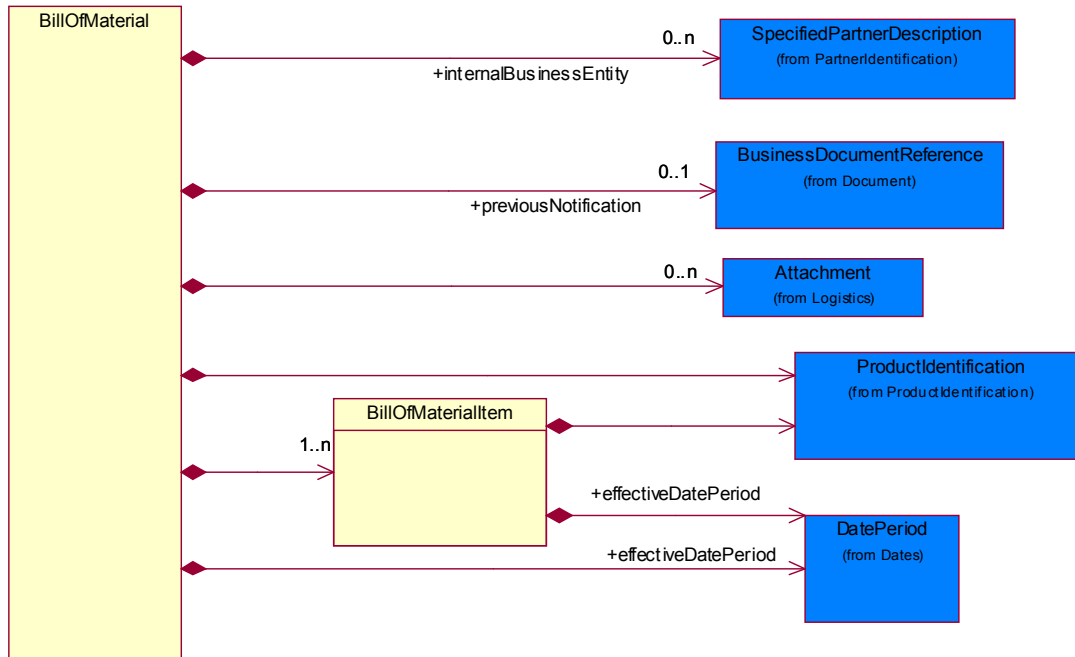 BillOfMaterial
0..n
SpecifiedPartnerDescription
(from PartnerIdentification)
+internalBusinessEntity
BusinessDocumentReference
0..1
(from Document)
+previousNotification
0..n
Attachment
(from Logistics)
ProductIdentification
(from ProductIdentification)
BillOfMaterialItem
1..n
+effectiveDatePeriod
DatePeriod
+effectiveDatePeriod
(from Dates)